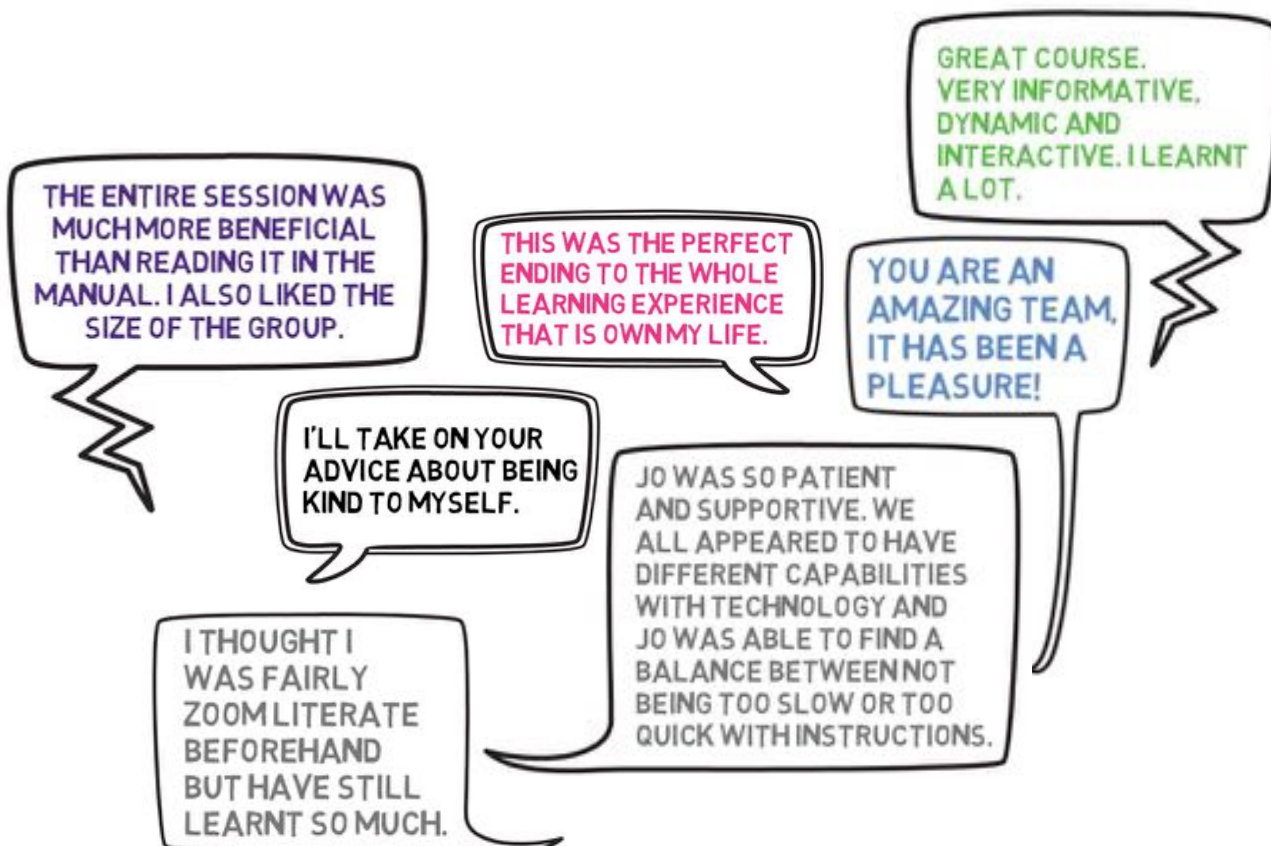 GREAT COURSE.
VERY INFORMATIVE,
DYNAMIC AND
INTERACTIVE. I LEARNT
A LOT.
THE ENTIRE SESSION WAS
MUCH MORE BENEFICIAL
THAN READING IT IN THE
MANUAL. I ALSO LIKED THE
SIZE OF THE GROUP.
THIS WAS THE PERFECT
ENDING TO THE WHOLE
LEARNING EXPERIENCE
THAT IS OWN MY LIFE.
YOU ARE AN
AMAZING TEAM,
IT HAS BEEN A
PLEASURE!
I'LL TAKE ON YOUR
ADVICE ABOUT BEING
KIND TO MYSELF.
JO WAS SO PATIENT
AND SUPPORTIVE. WE
ALL APPEARED TO HAVE
DIFFERENT CAPABILITIES
WITH TECHNOLOGY AND
JO WAS ABLE TO FIND A
BALANCE BETWEEN NOT
BEING TOO SLOW OR TOO
QUICK WITH INSTRUCTIONS.
I THOUGHT I
WAS FAIRLY
ZOOM LITERATE
BEFOREHAND
BUT HAVE STILL
LEARNT SO MUCH.